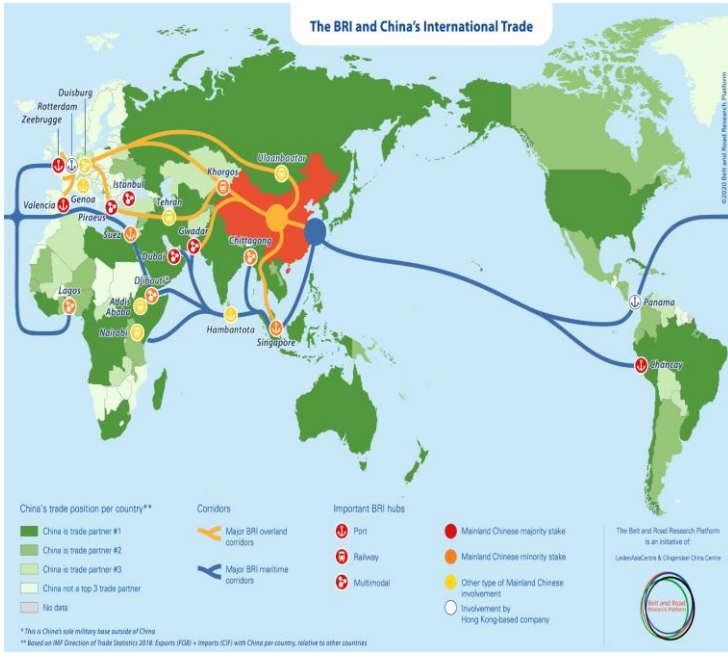 The BRI and China's International Trade
©2020 Belt and Road Research Platform
Duisburg
Rotterdam
Zeebrugge
Ulaanbaatar
Khorgos
Istanbul
Genoa
Valencia
Piraeus
Tehran
Suez
Gwadar
Dubai
Chittagong
Djibouti*
Lagos
Addis
Ababa
Nairobi
Hambantota
Singapore
Panama
Chancay
China's trade position per country**
China is trade partner #1
China is trade partner #2
China is trade partner #3
China not a top 3 trade partner
No data
Corridors
Major BRI overland
corridors
Major BRI maritime
corridors
Important BRI hubs
Port
Railway
Multimodal
Mainland Chinese majority stake
Mainland Chinese minority stake
Other type of Mainland Chinese
involvement
Involvement by
Hong Kong-based company
The Belt and Road Research Platform
is an initiative of:
LeidenAsiaCentre & Clingendael China Centre
Belt and Road
Research Platform
* This is China's sole military base outside of China
** Based on IMF Direction of Trade Statistics 2018: Exports (FOB) + Imports (CIF) with China per country, relative to other countries